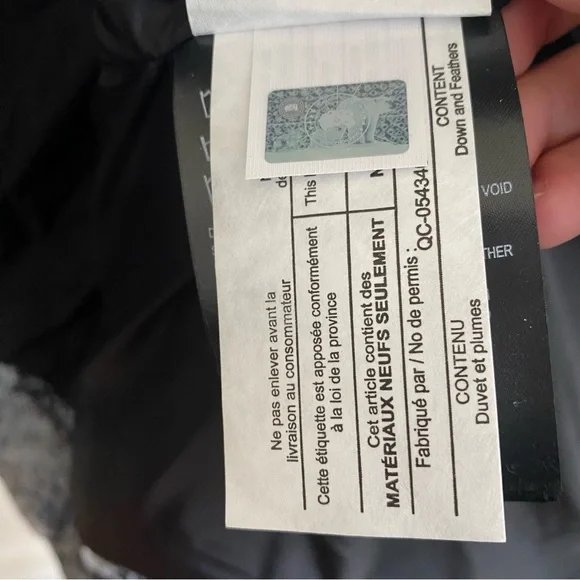 Ne pas enlever avant la
livraison au consommateur
de
Cette étiquette est apposée conformément
à la loi de la province
This
Cet article contient des
MATÉRIAUX NEUFS SEULEMENT
N
Fabriqué par / No de permis :
QC-05434
CONTENU
Duvet et plumes
CONTENT
Down and Feathers
VOID
THER